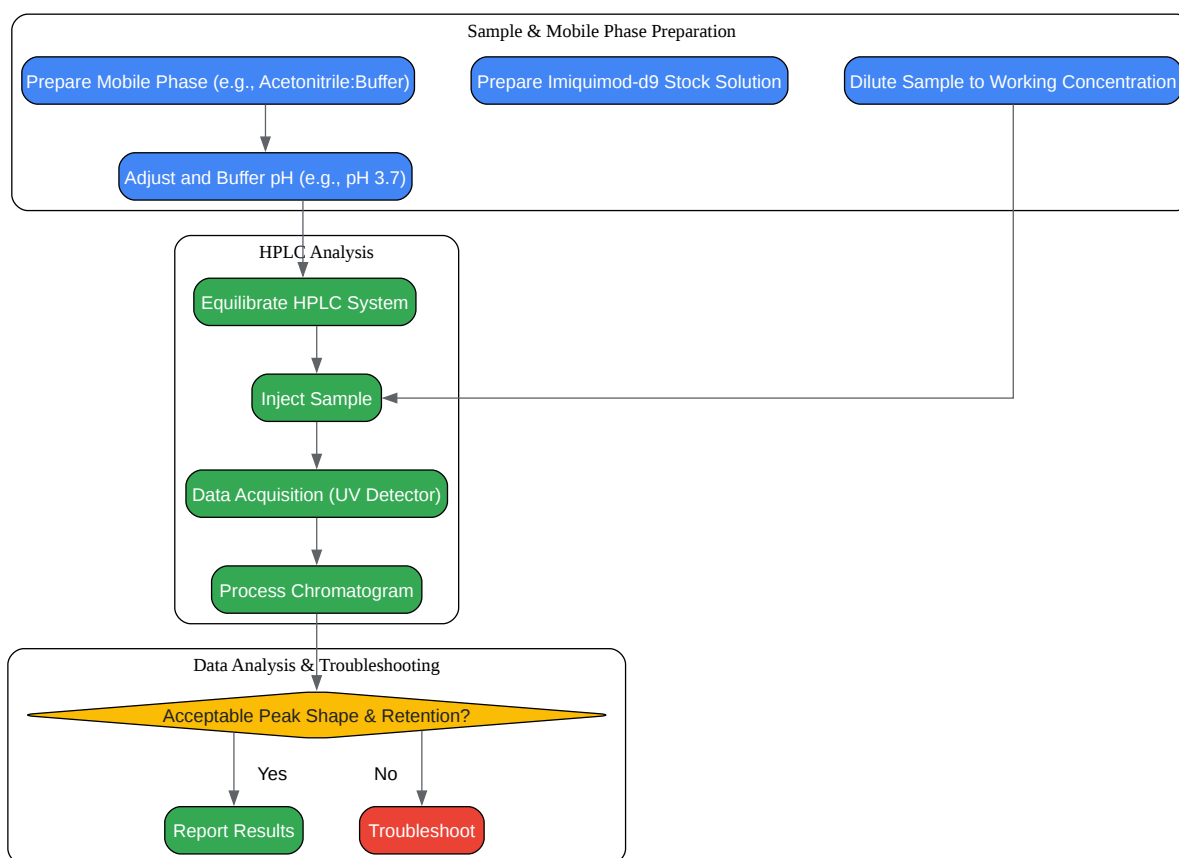 Sample & Mobile Phase Preparation
Prepare Mobile Phase (e.g., Acetonitrile:Buffer)
Prepare Imiquimod-d9 Stock Solution
Dilute Sample to Working Concentration
Adjust and Buffer pH (e.g., pH 3.7)
HPLC Analysis
Equilibrate HPLC System
Inject Sample
Data Acquisition (UV Detector)
Process Chromatogram
Data Analysis & Troubleshooting
Acceptable Peak Shape & Retention?
Yes
No
Report Results
Troubleshoot